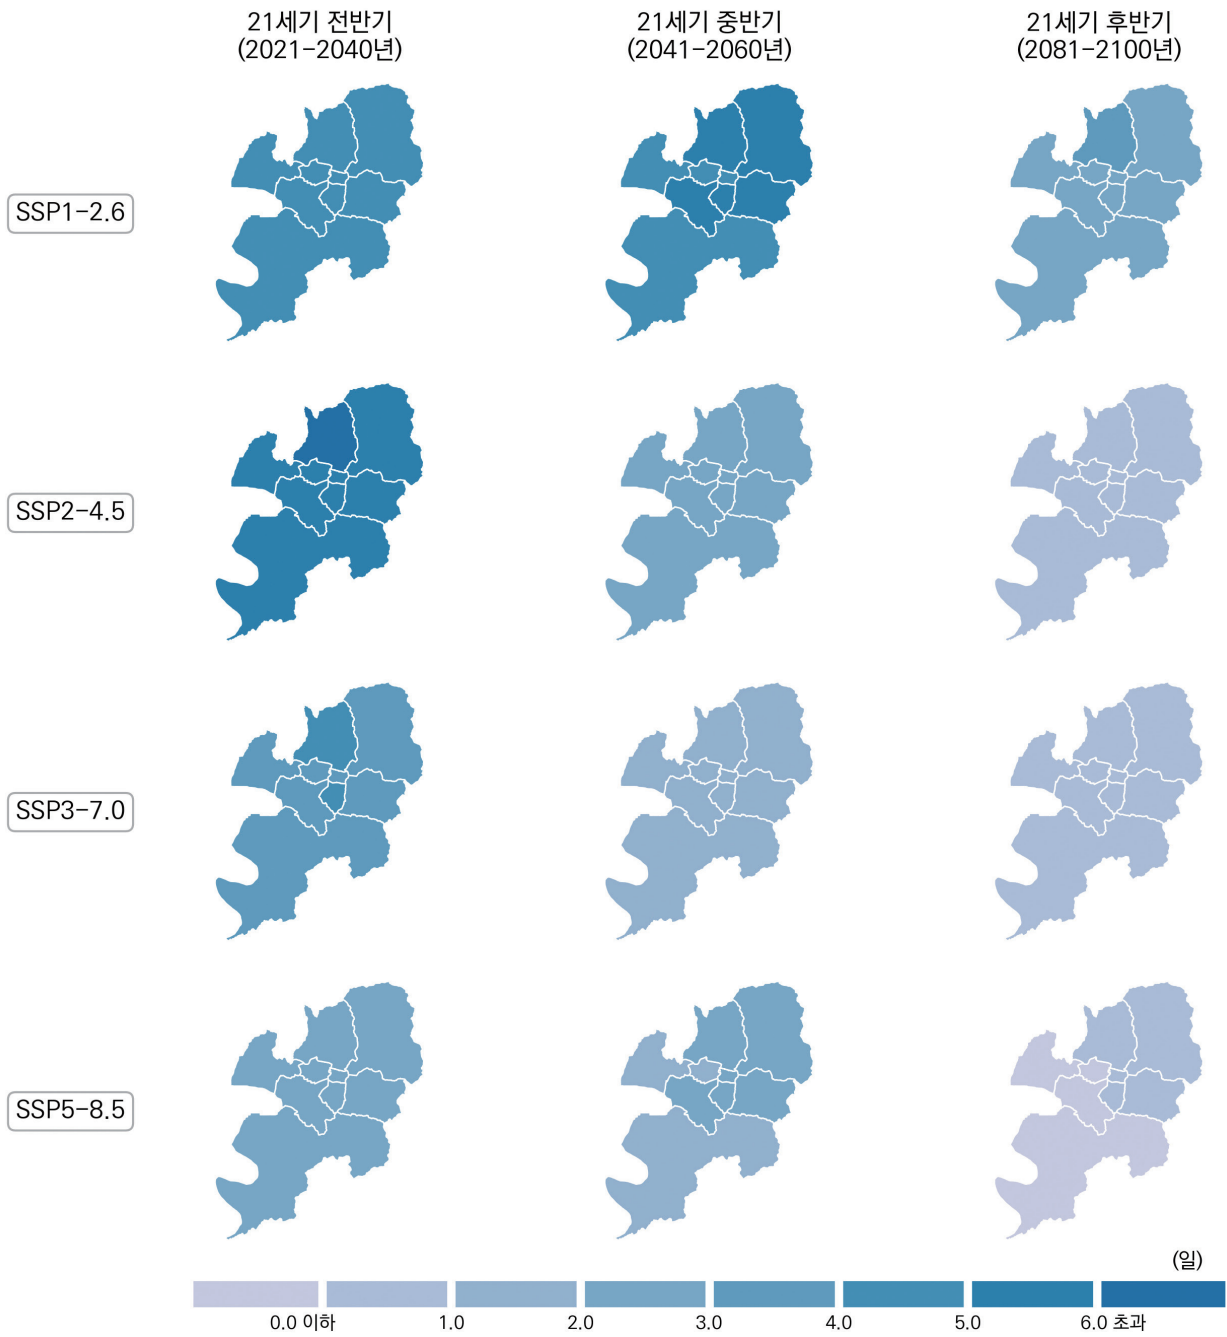 21세기 전반기
(2021-2040년)
21세기 중반기
(2041-2060년)
21세기 후반기
(2081-2100년)
SSP1-2.6
SSP2-4.5
SSP3-7.0
SSP5-8.5
(일)
0.0 이하 1.0 2.0 3.0 4.0 5.0 6.0 초과